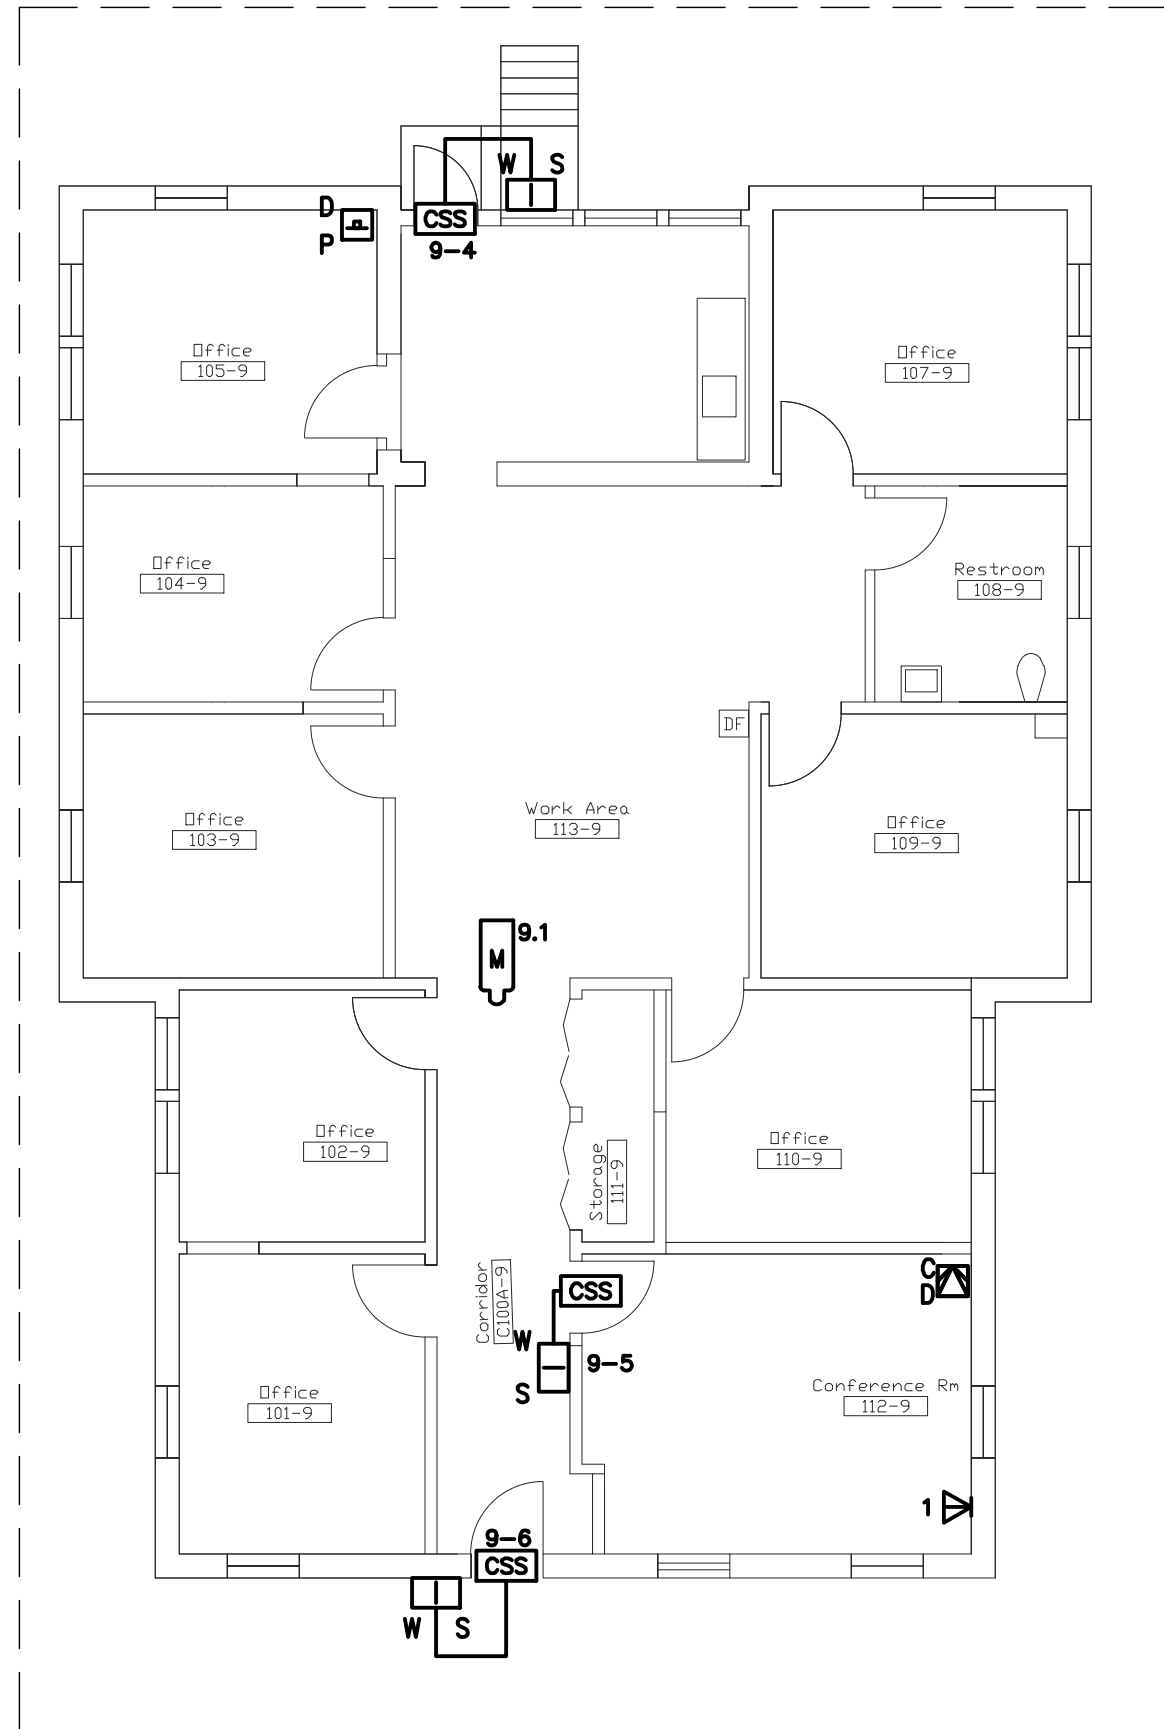 W S
D
CSS
P
9-4
Office
105-9
Office
107-9
Office
104-9
Restroom
108-9
DF
Work Area
113-9
Office
103-9
Office
109-9
9.1
M
Office
102-9
Storage
111-9
Office
110-9
Corridor
C100A-9
CSS
C
D
W
S
9-5
Office
101-9
Conference Rm
112-9
1
9-6
CSS
W S